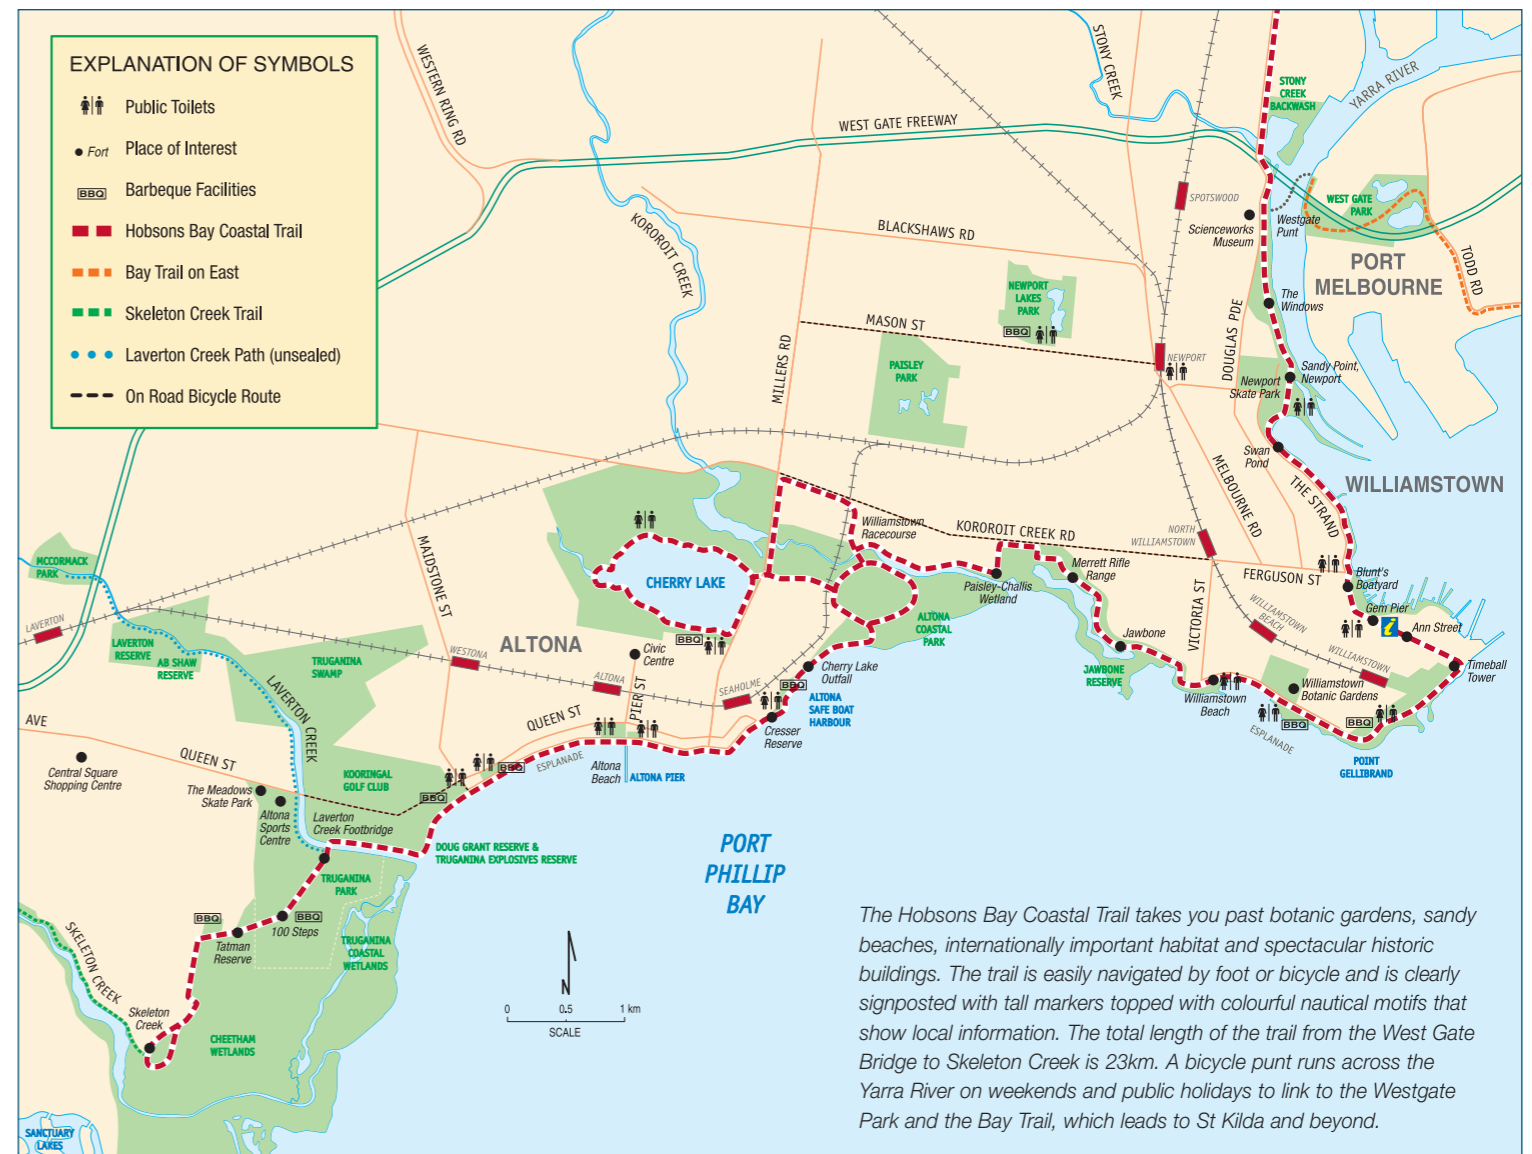 EXPLANATION OF SYMBOLS
Public Toilets
Fort Place of Interest
BBQ Barbeque Facilities
Hobsons Bay Coastal Trail
Bay Trail on East
Skeleton Creek Trail
Laverton Creek Path (unsealed)
On Road Bicycle Route
WESTERN RING RD
WEST GATE FREEWAY
STONY CREEK
STONY
CREEK
BACKWASH
YARRA RIVER
KOROROIT CREEK
BLACKSHAWS RD
SPOTSWOOD
Scienceworks
Museum
Westgate
Punt
WEST GATE
PARK
PORT
MELBOURNE
TODD RD
NEWPORT
LAKES
PARK
BBQ
MASON ST
MILLERS RD
PAISLEY
PARK
NEWPORT
DOUGLAS PDE
The
Windows
Sandy Point,
Newport
Newport
Skate Park
Swan
Pond
THE STRAND
WILLIAMSTOWN
MELBOURNE RD
NORTH
WILLIAMSTOWN
Williamstown
Racecourse
KOROROIT CREEK RD
Merrett Rifle
Range
Paisley-Challis
Wetland
FERGUSON ST
Blunt's
Boatyard
Gem Pier
i
Ann Street
Timeball
Tower
WILLIAMSTOWN
BEACH
WILLIAMSTOWN
VICTORIA ST
Jawbone
JAWBONE
RESERVE
Williamstown
Beach
Williamstown
Botanic Gardens
BBQ
BBQ
ESPLANADE
POINT
GELLIBRAND
MCCORMACK
PARK
LAVERTON
LAVERTON
RESERVE
AB SHAW
RESERVE
TRUGANINA
SWAMP
LAVERTON CREEK
MAIDSTONE ST
WESTONA
ALTONA
CHERRY LAKE
BBQ
Civic
Centre
ALTONA
PIER ST
SEAHOLME
BBQ
Cherry Lake
Outfall
ALTONA
COASTAL
PARK
ALTONA
SAFE BOAT
HARBOUR
Cresser
Reserve
QUEEN ST
ESPLANADE
BBQ
Altona
Beach
ALTONA PIER
AVE
QUEEN ST
Central Square
Shopping Centre
The Meadows
Skate Park
Altona
Sports
Centre
KOORINGAL
GOLF CLUB
BBQ
Laverton
Creek Footbridge
DOUG GRANT RESERVE &
TRUGANINA EXPLOSIVES RESERVE
TRUGANINA
PARK
BBQ
BBQ
100 Steps
Tatman
Reserve
TRUGANINA
COASTAL
WETLANDS
SKELETON CREEK
Skeleton
Creek
CHEETHAM
WETLANDS
SANCTUARY
LAKES
PORT
PHILLIP
BAY
N
0 0.5 1 km
SCALE
The Hobsons Bay Coastal Trail takes you past botanic gardens, sandy
beaches, internationally important habitat and spectacular historic
buildings. The trail is easily navigated by foot or bicycle and is clearly
signposted with tall markers topped with colourful nautical motifs that
show local information. The total length of the trail from the West Gate
Bridge to Skeleton Creek is 23km. A bicycle punt runs across the
Yarra River on weekends and public holidays to link to the Westgate
Park and the Bay Trail, which leads to St Kilda and beyond.